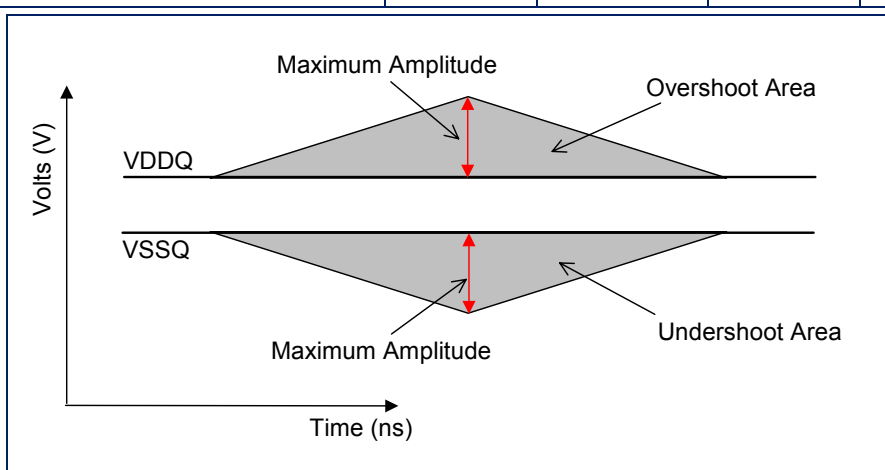 Maximum Amplitude
Overshoot Area
Volts (V)
VDDQ
VSSQ
Undershoot Area
Maximum Amplitude
Time (ns)